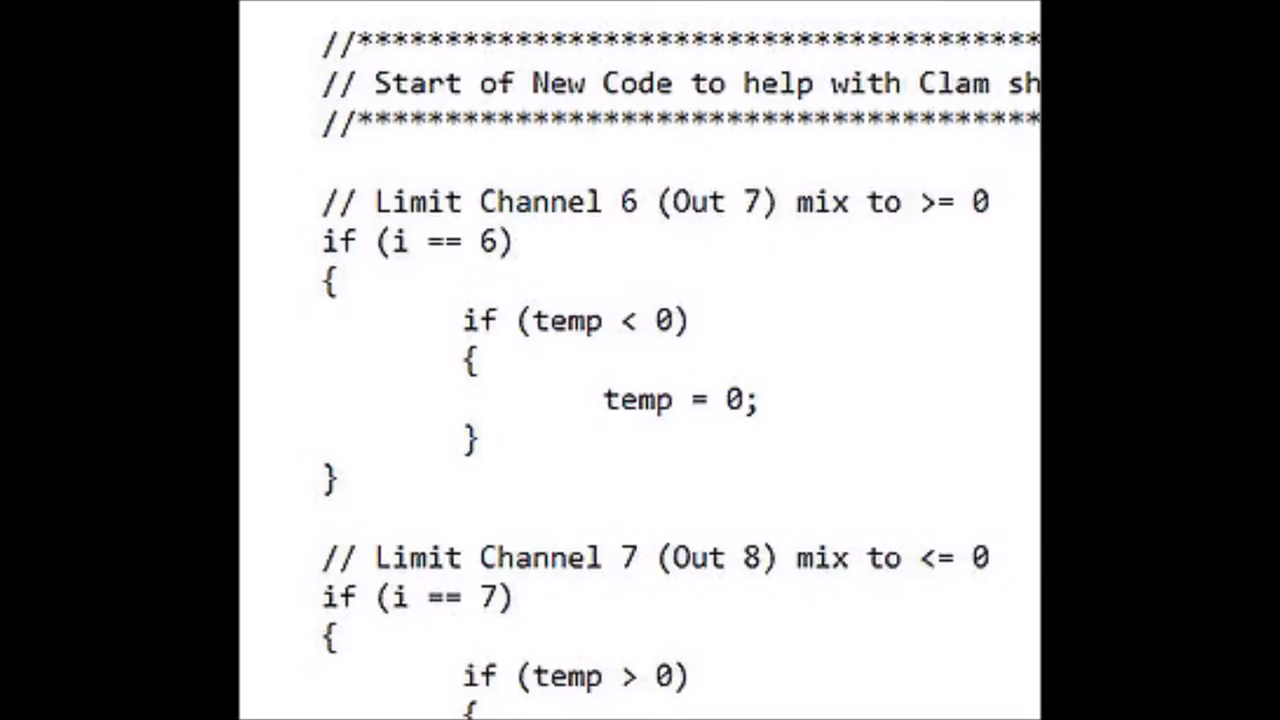 //***************************************
// Start of New Code to help with Clam sh
//***************************************
// Limit Channel 6 (Out 7) mix to >= 0
if (i == 6)
{
if (temp < 0)
{
temp = 0;
}
}
// Limit Channel 7 (Out 8) mix to <= 0
if (i == 7)
{
if (temp > 0)
{